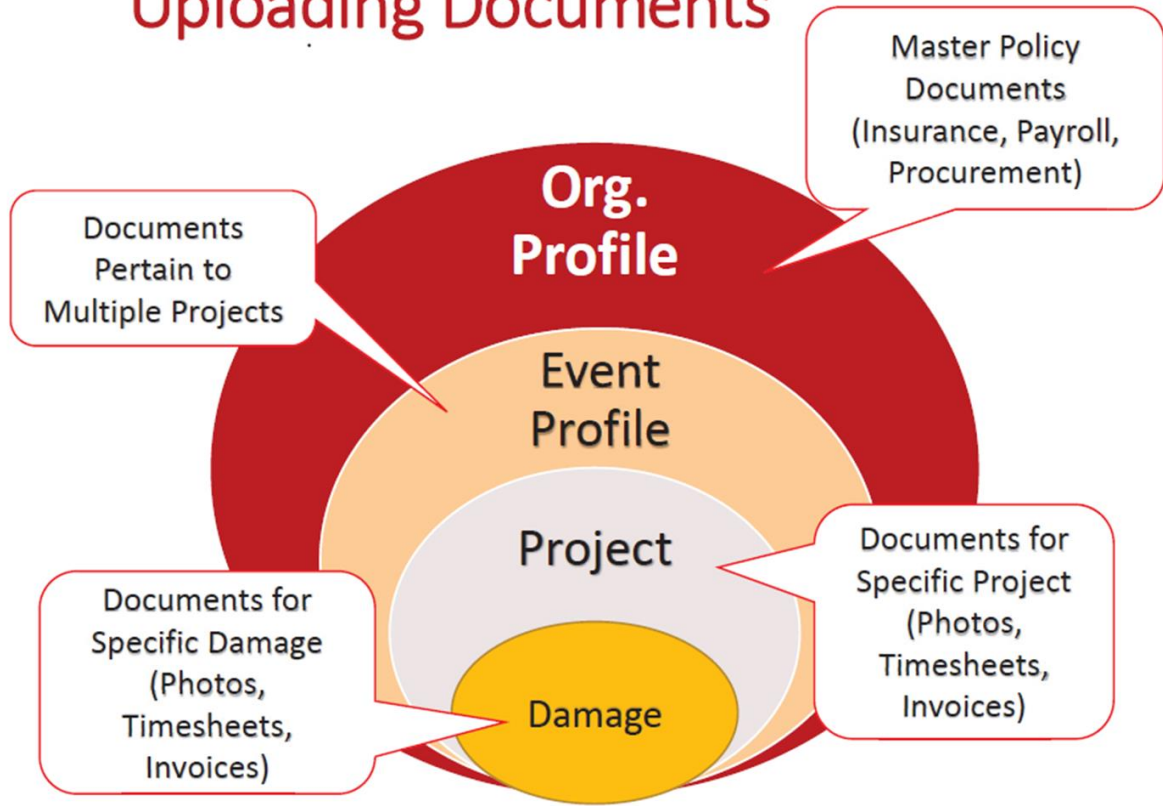 Uploading Documents
Master Policy
Documents
(Insurance, Payroll,
Procurement)
Org.
Profile
Documents
Pertain to
Multiple Projects
Event
Profile
Project
Documents for
Specific Project
(Photos,
Timesheets,
Invoices)
Documents for
Specific Damage
(Photos,
Timesheets,
Invoices)
Damage